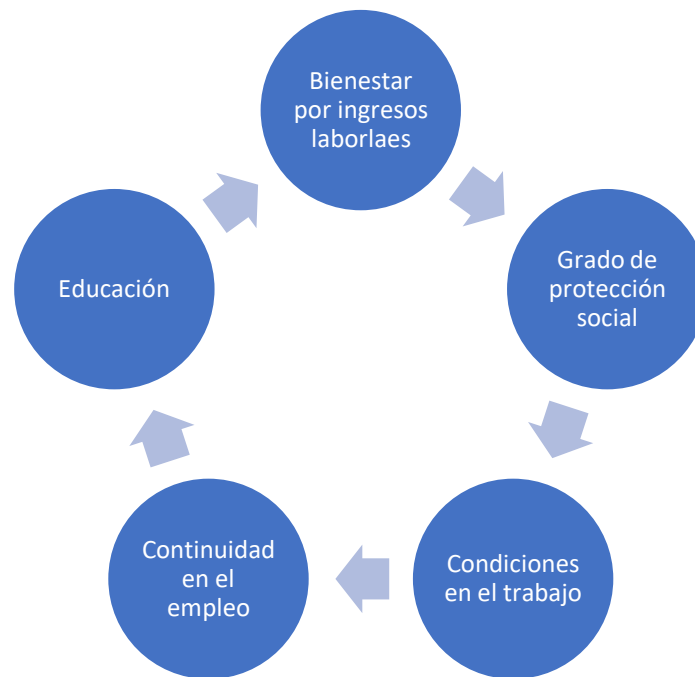 Bienestar
por ingresos
laborlaes
Grado de
protección
social
Condiciones
en el trabajo
Continuidad
en el
empleo
Educación